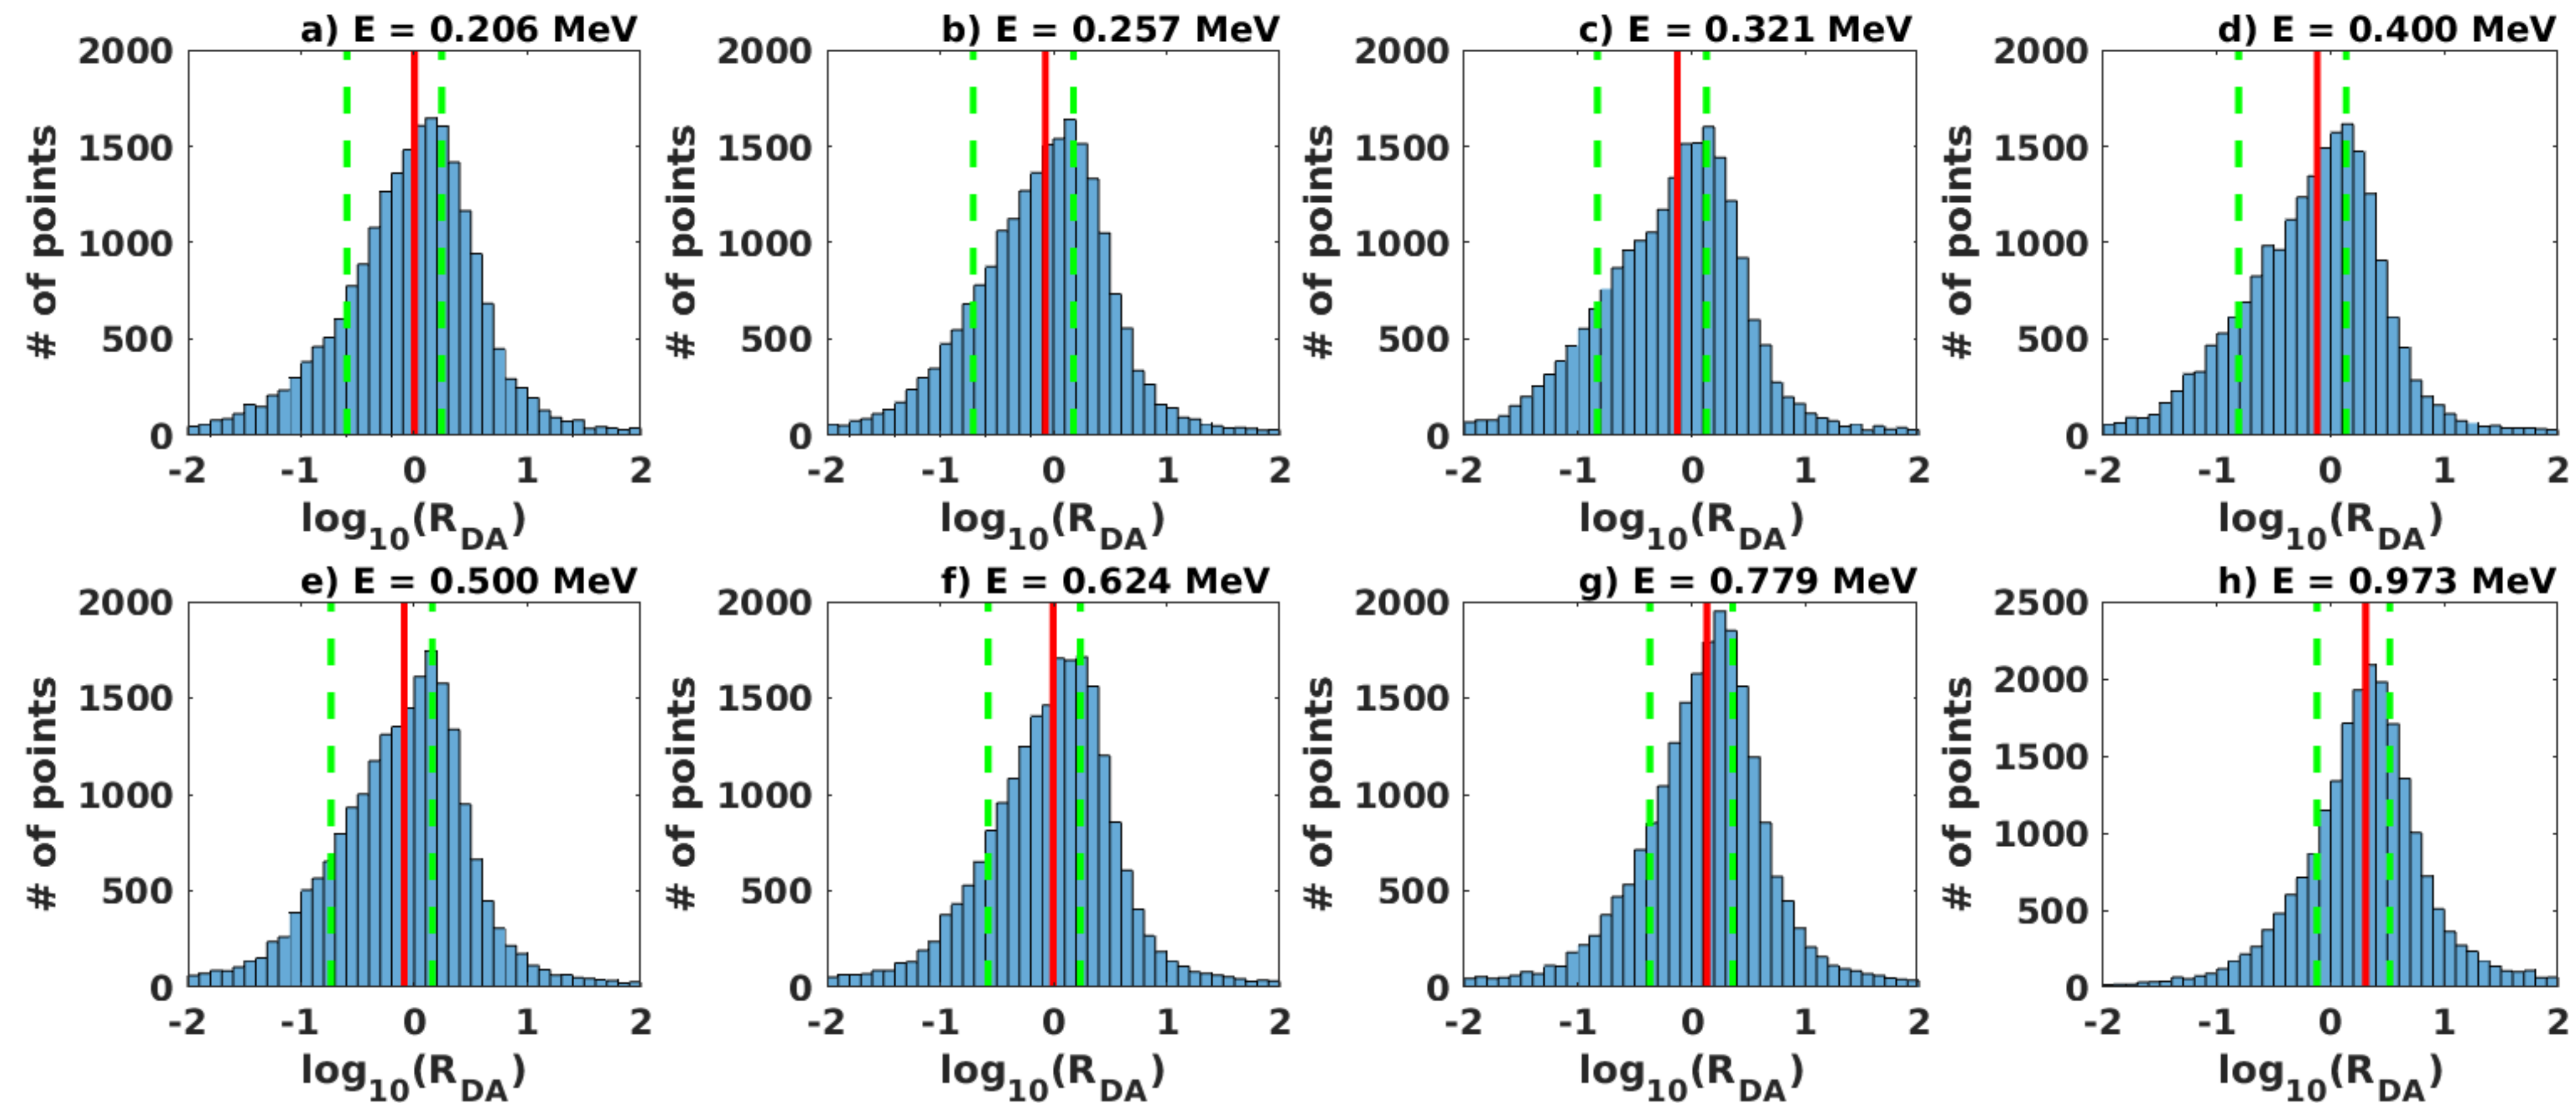 a) E = 0.206 MeV
2000
1500
1000
500
0
# of points
-2 -1 0 1 2
log10(RDA)
b) E = 0.257 MeV
2000
1500
1000
500
0
# of points
-2 -1 0 1 2
log10(RDA)
c) E = 0.321 MeV
2000
1500
1000
500
0
# of points
-2 -1 0 1 2
log10(RDA)
d) E = 0.400 MeV
2000
1500
1000
500
0
# of points
-2 -1 0 1 2
log10(RDA)
e) E = 0.500 MeV
2000
1500
1000
500
0
# of points
-2 -1 0 1 2
log10(RDA)
f) E = 0.624 MeV
2000
1500
1000
500
0
# of points
-2 -1 0 1 2
log10(RDA)
g) E = 0.779 MeV
2000
1500
1000
500
0
# of points
-2 -1 0 1 2
log10(RDA)
h) E = 0.973 MeV
2500
2000
1500
1000
500
0
# of points
-2 -1 0 1 2
log10(RDA)